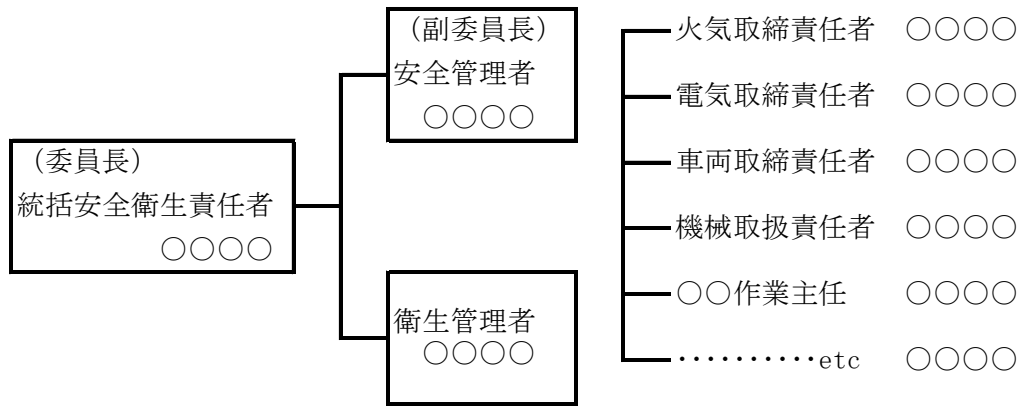 （委員長）
統括安全衛生責任者
○○○○
（副委員長）
安全管理者
○○○○
衛生管理者
○○○○
火気取締責任者　○○○○
電気取締責任者　○○○○
車両取締責任者　○○○○
機械取扱責任者　○○○○
○○作業主任　○○○○
・・・・・・・・・・etc　○○○○